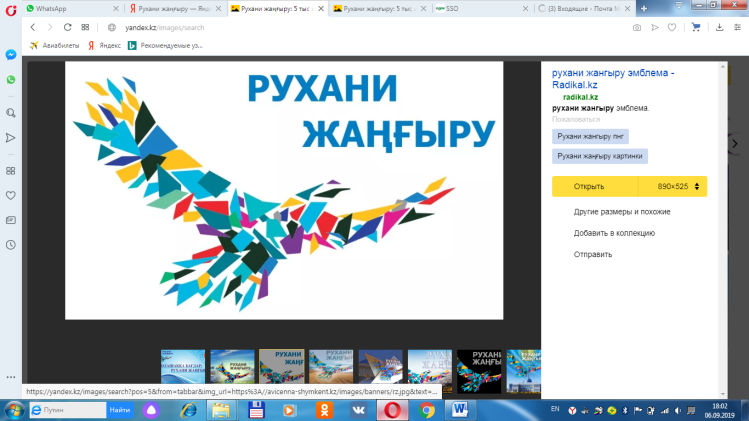 WhatsApp
Рухани жаңғыру — Янд
Рухани жаңғыру: 5 тыс
Рухани жаңғыру: 5 тыс
SSO
(3) Входящие - Почта
yandex.kz/images/search
Авиабилеты
Яндекс
Рекомендуемые уз...
РУХАНИ
ЖАҢҒЫРУ
рухани жангыру эмблема -
Radikal.kz
radikal.kz
рухани жангыру эмблема.
Пожаловаться
Рухани жангыру пнг
Рухани жаңғыру картинки
Открыть
890×525
Другие размеры и похожие
Добавить в коллекцию
Отправить
https://yandex.kz/images/search?pos=5&from=tabbar&img_url=https%3A//avicenna-shymkent.kz/images/banners/rz.jpg&text=...
Путин
Найти
EN
18:02
06.09.2019